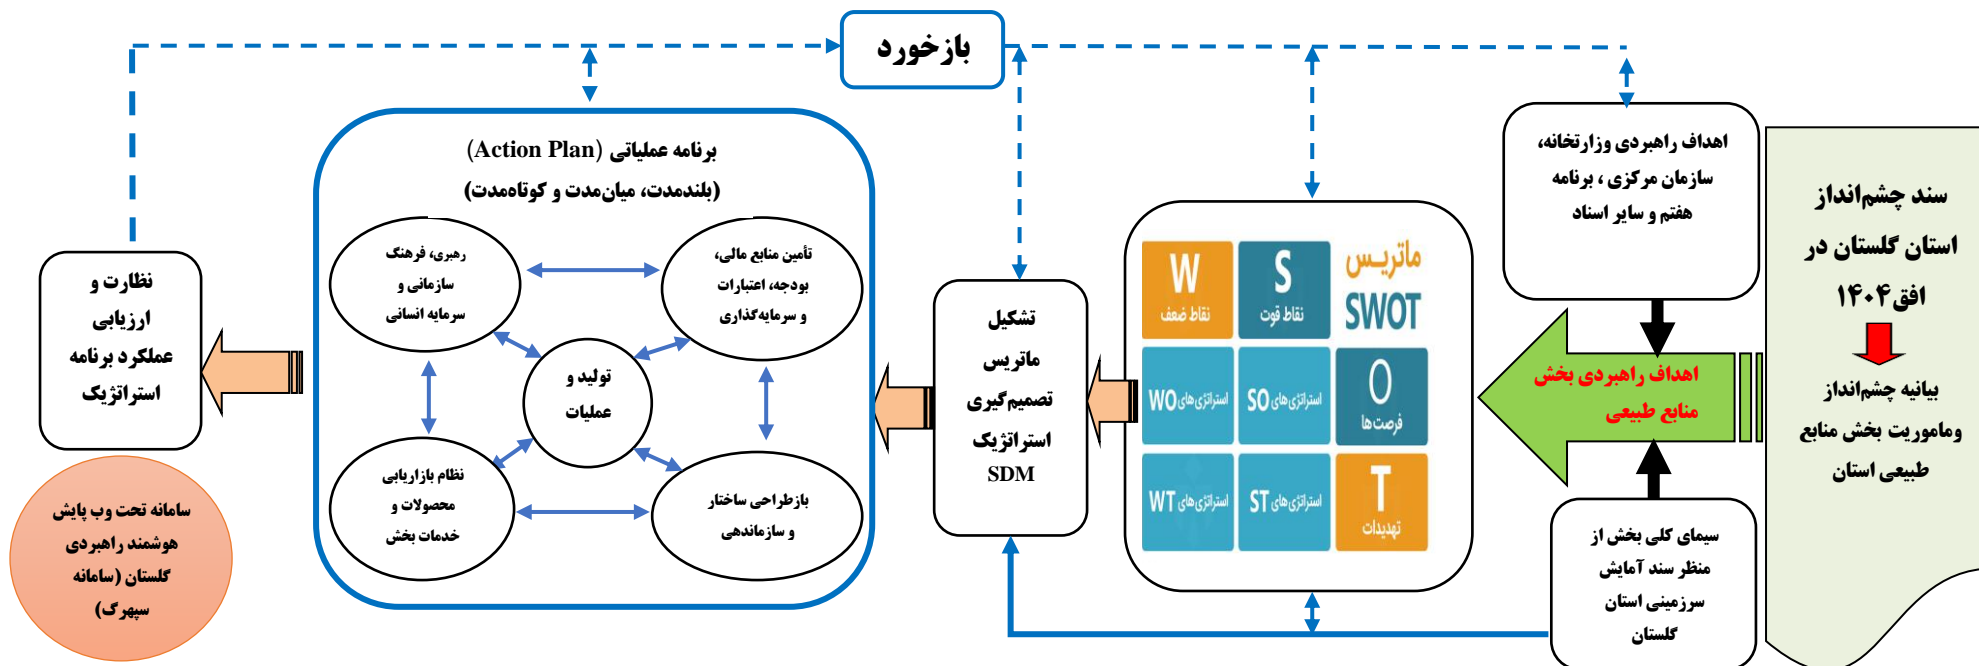 بازخورد
سند چشم‌انداز
استان گلستان در
افق۱۴۰۴
بیانیه چشم‌انداز
وماموریت بخش منابع
طبیعی استان
اهداف راهبردی وزارتخانه،
سازمان مرکزی ، برنامه
هفتم و سایر اسناد
اهداف راهبردی بخش
منابع طبیعی
سیمای کلی بخش از
منظر سند آمایش
سرزمینی استان
گلستان
ماتریس
SWOT
S
نقاط قوت
W
نقاط ضعف
O
فرصت‌ها
استراتژی‌های SO
استراتژی‌های WO
T
تهدیدات
استراتژی‌های ST
استراتژی‌های WT
تشکیل
ماتریس
تصمیم‌گیری
استراتژیک
SDM
برنامه عملیاتی (Action Plan)
(بلندمدت، میان‌مدت و کوتاه‌مدت)
تأمین منابع مالی،
بودجه، اعتبارات
و سرمایه‌گذاری
رهبری، فرهنگ
سازمانی و
سرمایه انسانی
تولید و
عملیات
بازطراحی ساختار
و سازماندهی
نظام بازاریابی
محصولات و
خدمات بخش
نظارت و
ارزیابی
عملکرد برنامه
استراتژیک
سامانه تحت وب پایش
هوشمند راهبردی
گلستان (سامانه
سپهرگ)